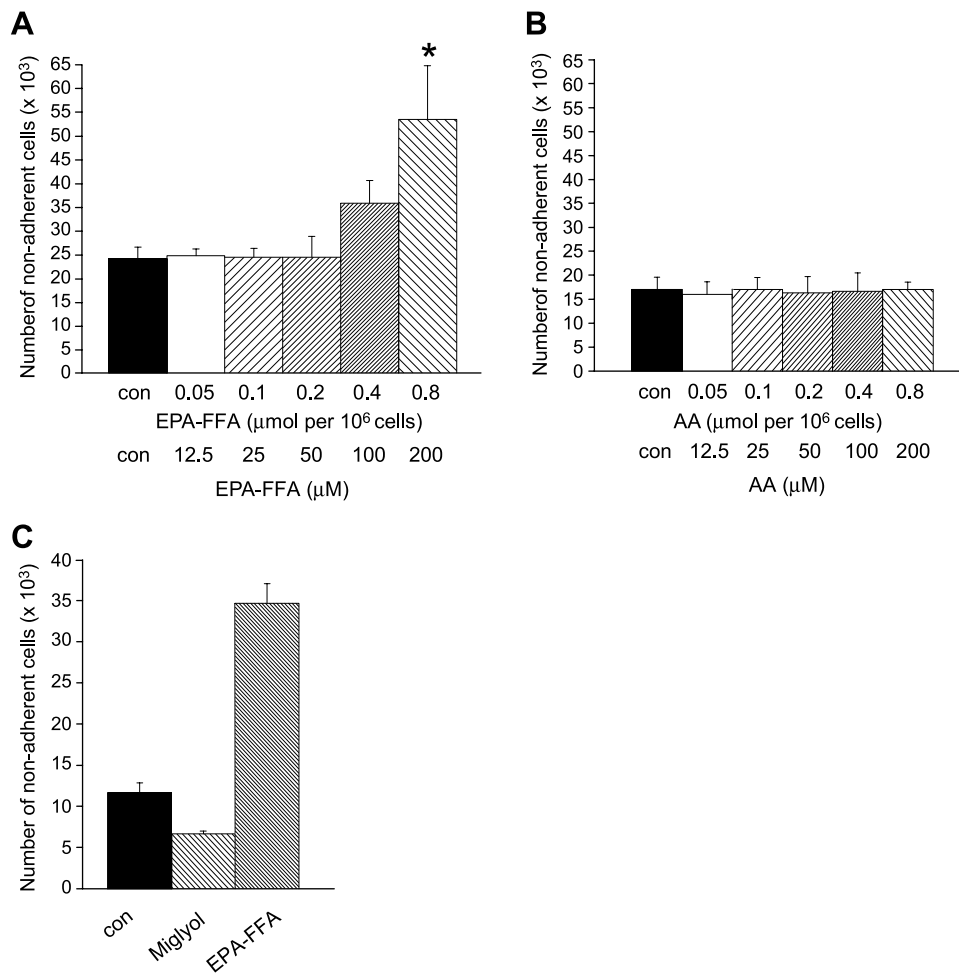 A
*
Numberof non-adherent cells (x 10³)
65
60
55
50
45
40
35
30
25
20
15
10
5
0
con 0.05 0.1 0.2 0.4 0.8
EPA-FFA (μmol per 10⁶ cells)
con 12.5 25 50 100 200
EPA-FFA (μM)
B
Numberof non-adherent cells (x 10³)
65
60
55
50
45
40
35
30
25
20
15
10
5
0
con 0.05 0.1 0.2 0.4 0.8
AA (μmol per 10⁶ cells)
con 12.5 25 50 100 200
AA (μM)
C
Number of non-adherent cells (x 10³)
40
35
30
25
20
15
10
5
0
con
Miglyol
EPA-FFA